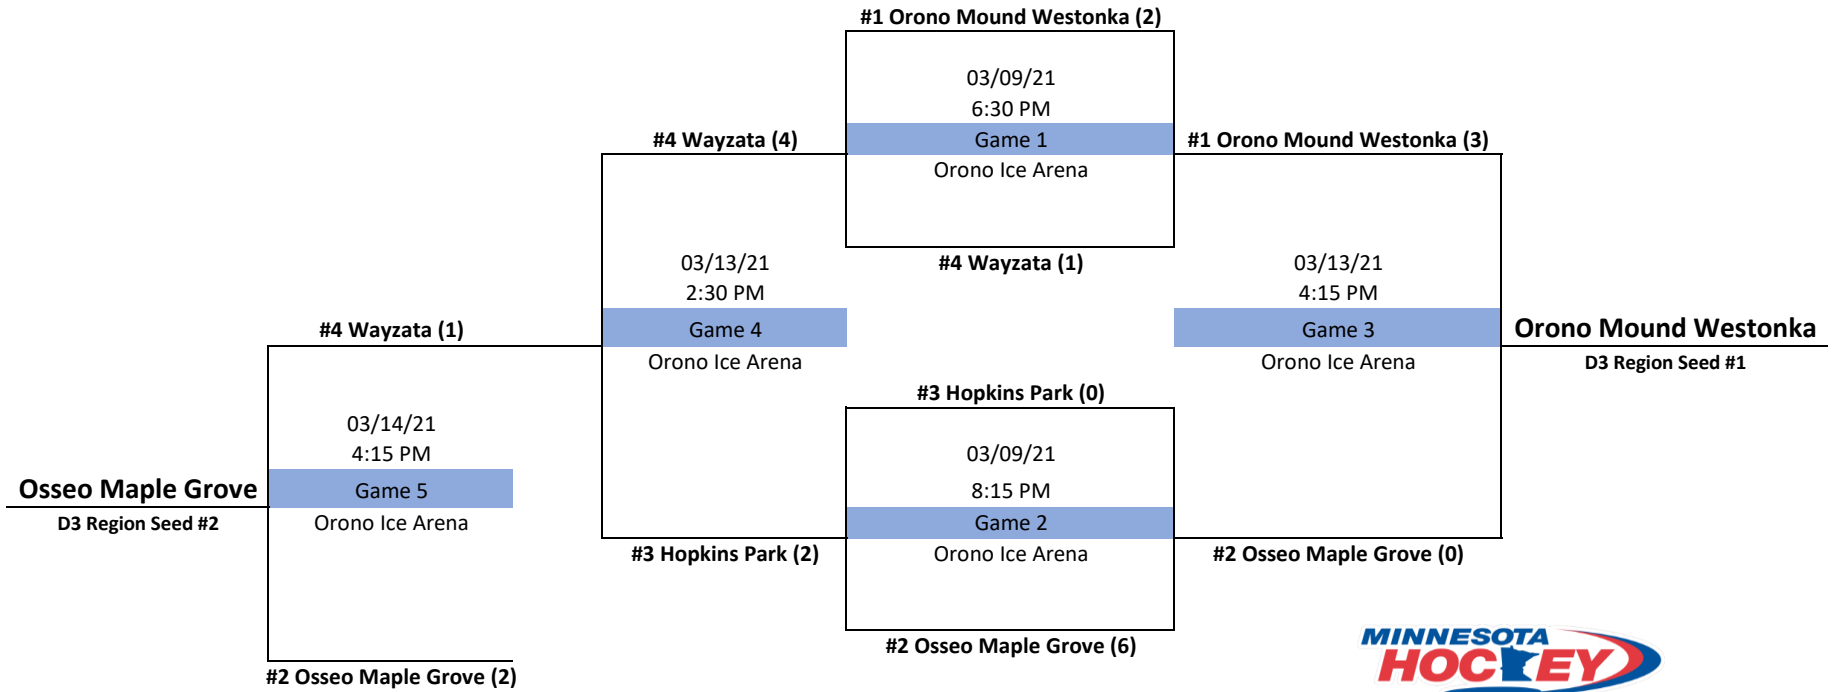 #1 Orono Mound Westonka (2)
03/09/21
6:30 PM
#4 Wayzata (4)
Game 1
#1 Orono Mound Westonka (3)
Orono Ice Arena
03/13/21
#4 Wayzata (1)
03/13/21
2:30 PM
4:15 PM
#4 Wayzata (1)
Game 4
Game 3
Orono Mound Westonka
Orono Ice Arena
Orono Ice Arena
D3 Region Seed #1
#3 Hopkins Park (0)
03/14/21
4:15 PM
03/09/21
Osseo Maple Grove
Game 5
8:15 PM
D3 Region Seed #2
Orono Ice Arena
Game 2
#3 Hopkins Park (2)
Orono Ice Arena
#2 Osseo Maple Grove (0)
#2 Osseo Maple Grove (6)
#2 Osseo Maple Grove (2)
MINNESOTA
HOCKEY